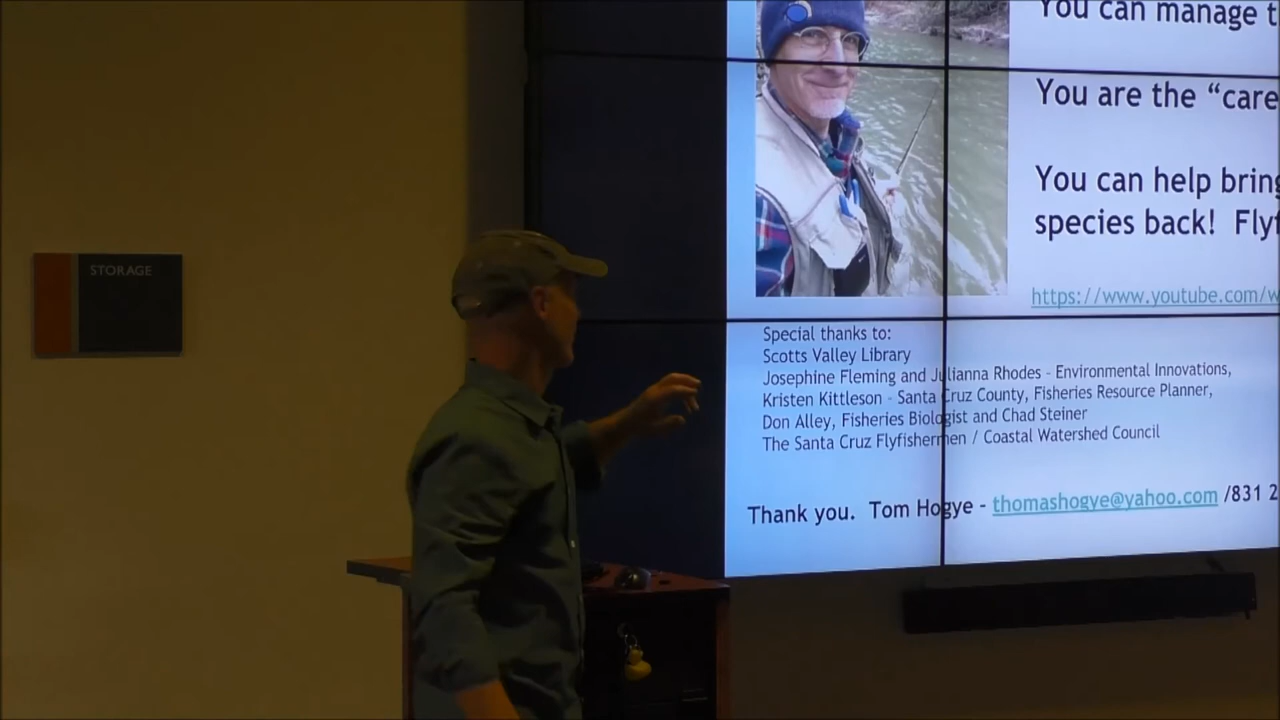 STORAGE
You can manage t
You are the “care
You can help bring
species back! Flyf
https://www.youtube.com/w
Special thanks to:
Scotts Valley Library
Josephine Fleming and Julianna Rhodes - Environmental Innovations,
Kristen Kittleson - Santa Cruz County, Fisheries Resource Planner,
Don Alley, Fisheries Biologist and Chad Steiner
The Santa Cruz Flyfishermen / Coastal Watershed Council
Thank you. Tom Hogye - thomashogye@yahoo.com /831 2